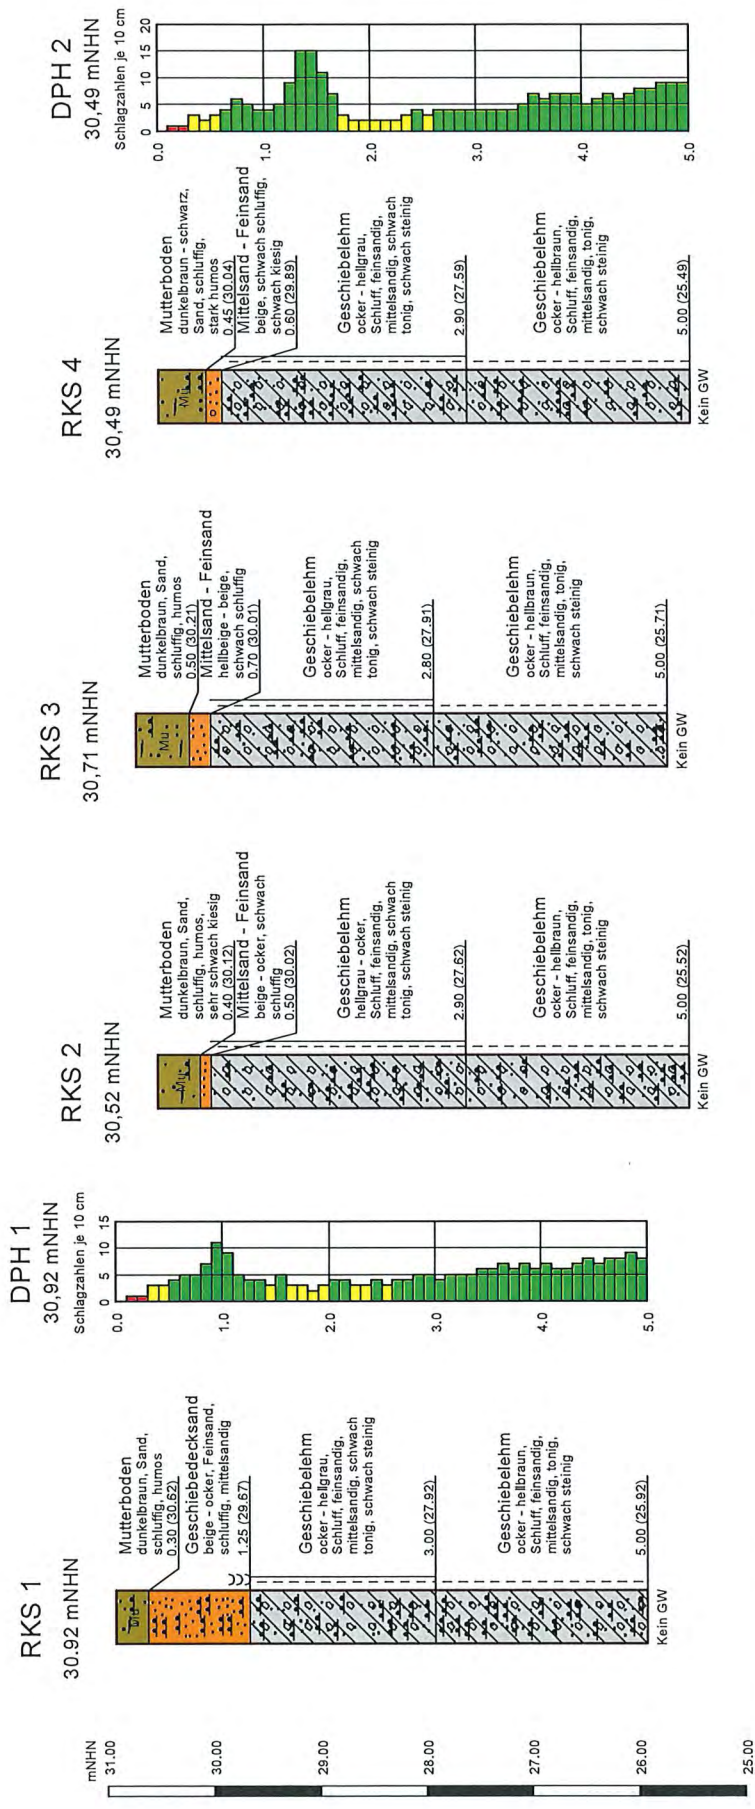 mNHN
31.00
30.00
29.00
28.00
27.00
26.00
25.00
RKS 1
30.92 mNHN
Mutterboden
dunkelbraun, Sand,
schluffig, humos
0.30 (30.62)
Geschiebedecksand
beige - ocker, Feinsand,
schluffig, mittelsandig
1.25 (29.67)
Geschiebelehm
ocker - hellgrau,
Schluff, feinsandig,
mittelsandig, schwach
tonig, schwach steinig
3.00 (27.92)
Geschiebelehm
ocker - hellbraun,
Schluff, feinsandig,
mittelsandig, tonig,
schwach steinig
5.00 (25.92)
Kein GW
Mu
DPH 1
30,92 mNHN
Schlagzahlen je 10 cm
0
5
10
15
0.0
1.0
2.0
3.0
4.0
5.0
RKS 2
30,52 mNHN
Mutterboden
dunkelbraun, Sand,
schluffig, humos,
sehr schwach kiesig
0.40 (30.12)
Mittelsand - Feinsand
beige - ocker, schwach
schluffig
0.50 (30.02)
Geschiebelehm
hellgrau - ocker,
Schluff, feinsandig,
mittelsandig, schwach
tonig, schwach steinig
2.90 (27.62)
Geschiebelehm
ocker - hellbraun,
Schluff, feinsandig,
mittelsandig, tonig,
schwach steinig
5.00 (25.52)
Kein GW
Mu
RKS 3
30,71 mNHN
Mutterboden
dunkelbraun, Sand,
schluffig, humos
0.50 (30.21)
Mittelsand - Feinsand
hellbeige - beige,
schwach schluffig
0.70 (30.01)
Geschiebelehm
ocker - hellgrau,
Schluff, feinsandig,
mittelsandig, schwach
tonig, schwach steinig
2.80 (27.91)
Geschiebelehm
ocker - hellbraun,
Schluff, feinsandig,
mittelsandig, tonig,
schwach steinig
5.00 (25.71)
Kein GW
Mu
RKS 4
30,49 mNHN
Mutterboden
dunkelbraun - schwarz,
Sand, schluffig,
stark humos
0.45 (30.04)
Mittelsand - Feinsand
beige, schwach schluffig,
schwach kiesig
0.60 (29.89)
Geschiebelehm
ocker - hellgrau,
Schluff, feinsandig,
mittelsandig, schwach
tonig, schwach steinig
2.90 (27.59)
Geschiebelehm
ocker - hellbraun,
Schluff, feinsandig,
mittelsandig, tonig,
schwach steinig
5.00 (25.49)
Kein GW
Mu
DPH 2
30,49 mNHN
Schlagzahlen je 10 cm
0
5
10
15
20
0.0
1.0
2.0
3.0
4.0
5.0